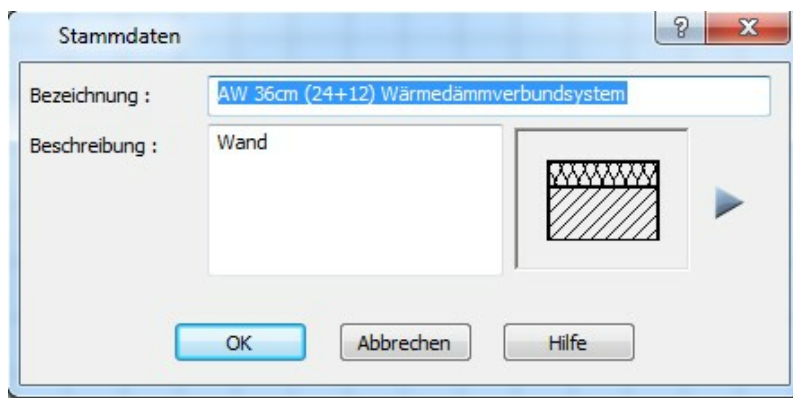 Stammdaten
?
Bezeichnung : AW 36cm (24+12) Wärmedämmverbundsystem
Beschreibung : Wand
OK Abbrechen Hilfe